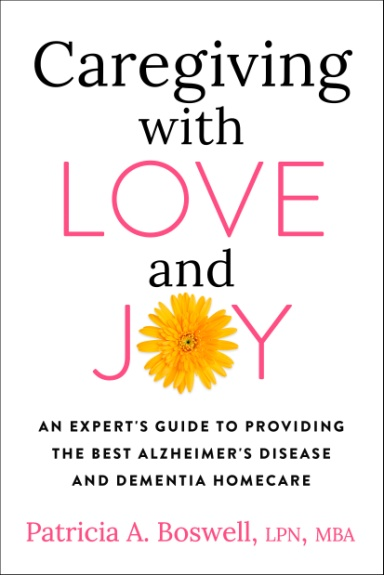 Caregiving
with
LOVE
and
JOY
AN EXPERT'S GUIDE TO PROVIDING
THE BEST ALZHEIMER'S DISEASE
AND DEMENTIA HOMECARE
Patricia A. Boswell, LPN, MBA